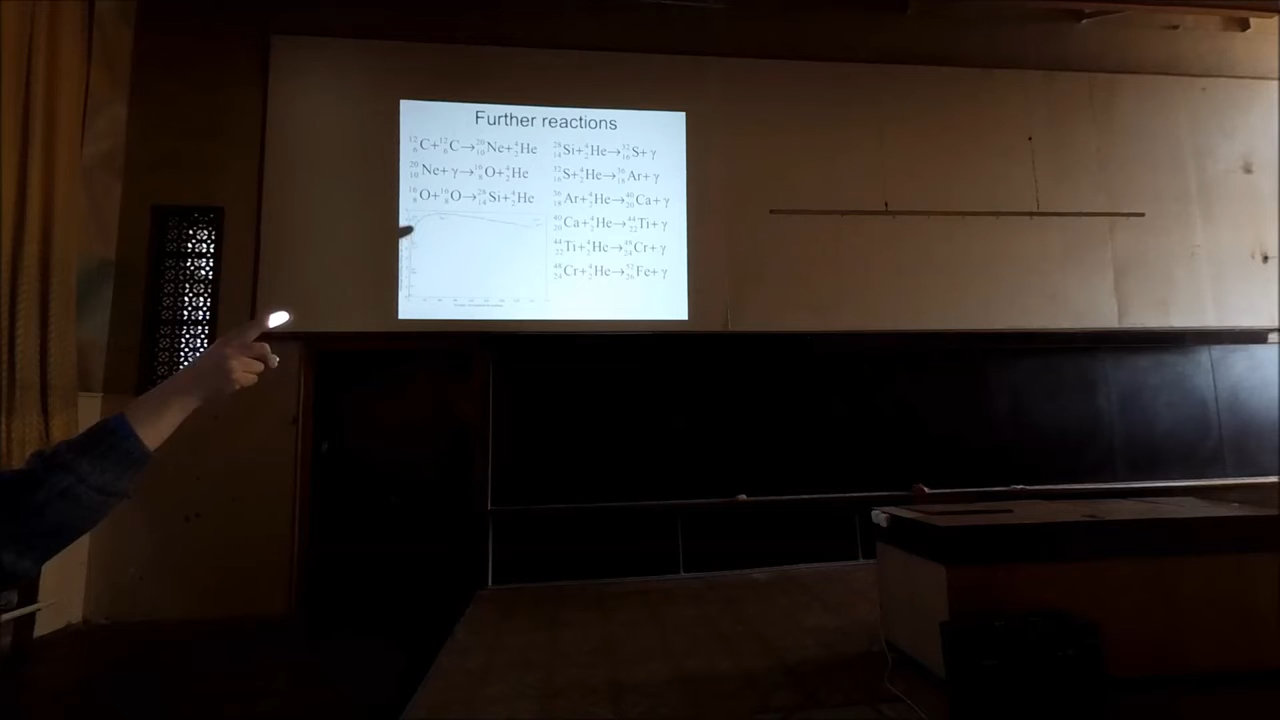 Further reactions
¹²₆C+¹²₆C→²⁰₁₀Ne+⁴₂He
²⁰₁₀Ne+γ→¹⁶₈O+⁴₂He
¹⁶₈O+¹⁶₈O→²⁸₁₄Si+⁴₂He
²⁸₁₄Si+⁴₂He→³²₁₆S+γ
³²₁₆S+⁴₂He→³⁶₁₈Ar+γ
³⁶₁₈Ar+⁴₂He→⁴⁰₂₀Ca+γ
⁴⁰₂₀Ca+⁴₂He→⁴⁴₂₂Ti+γ
⁴⁴₂₂Ti+⁴₂He→⁴⁸₂₄Cr+γ
⁴⁸₂₄Cr+⁴₂He→⁵²₂₆Fe+γ